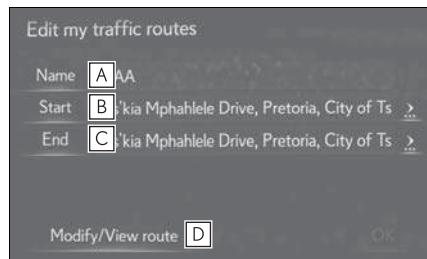 Edit my traffic routes
Name A AA
Start B s'kia Mphahlele Drive, Pretoria, City of Ts
End C s'kia Mphahlele Drive, Pretoria, City of Ts
Modify/View route D OK